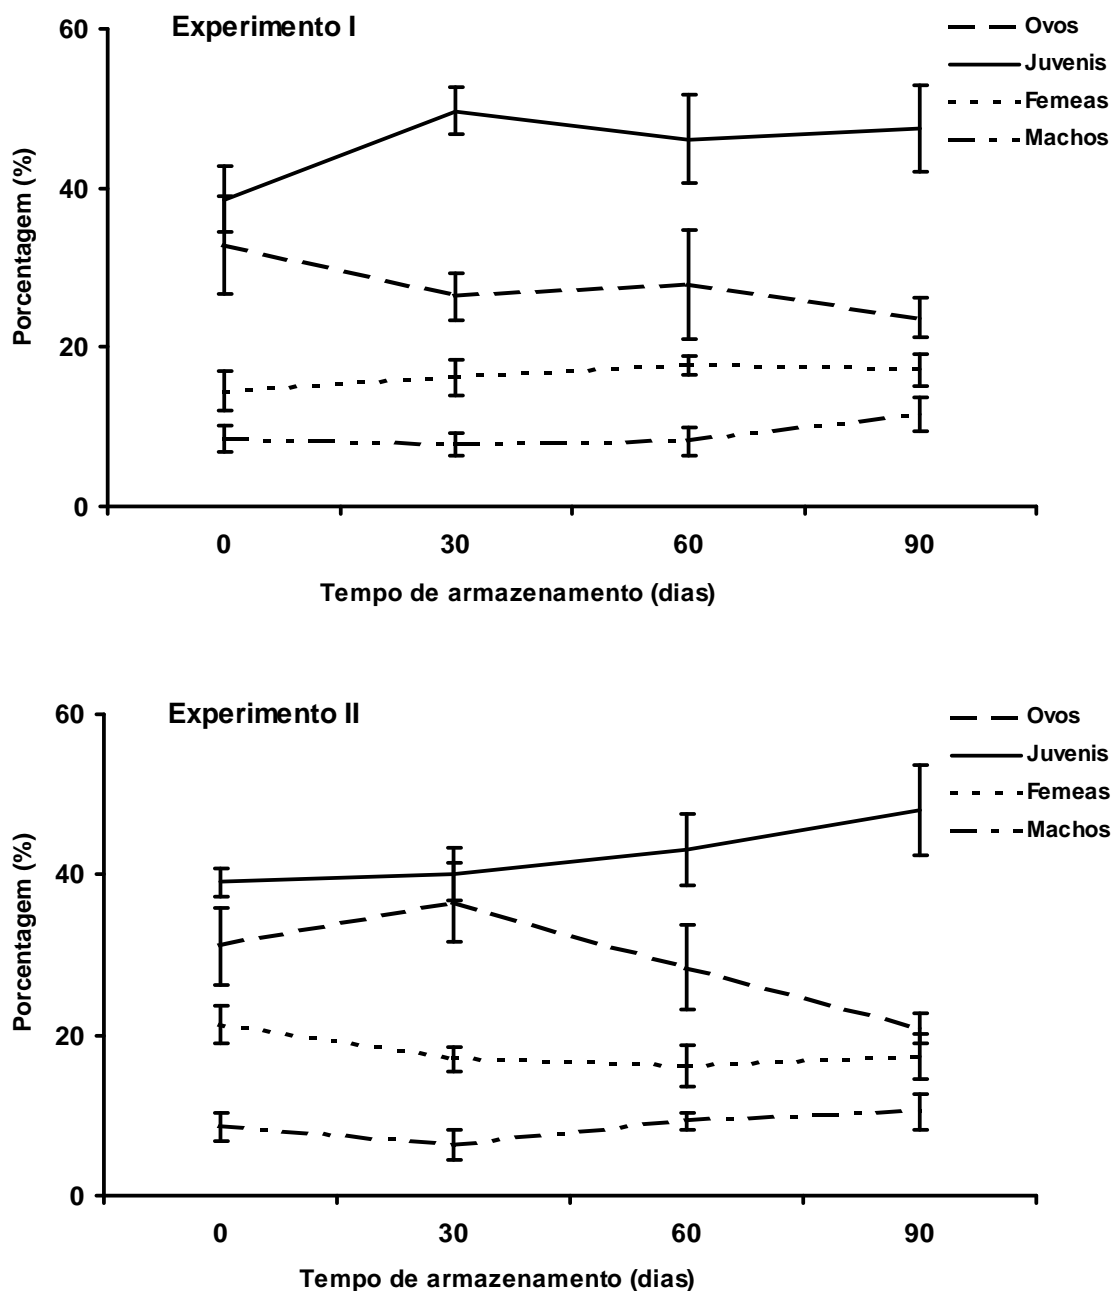 Experimento I
Ovos
Juvenis
Femeas
Machos
Porcentagem (%)
60
40
20
0
0 30 60 90
Tempo de armazenamento (dias)
Experimento II
Ovos
Juvenis
Femeas
Machos
Porcentagem (%)
60
40
20
0
0 30 60 90
Tempo de armazenamento (dias)